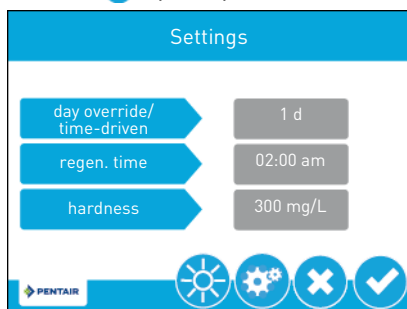 Settings
day override/
time-driven
1 d
regen. time
02:00 am
hardness
300 mg/L
PENTAIR